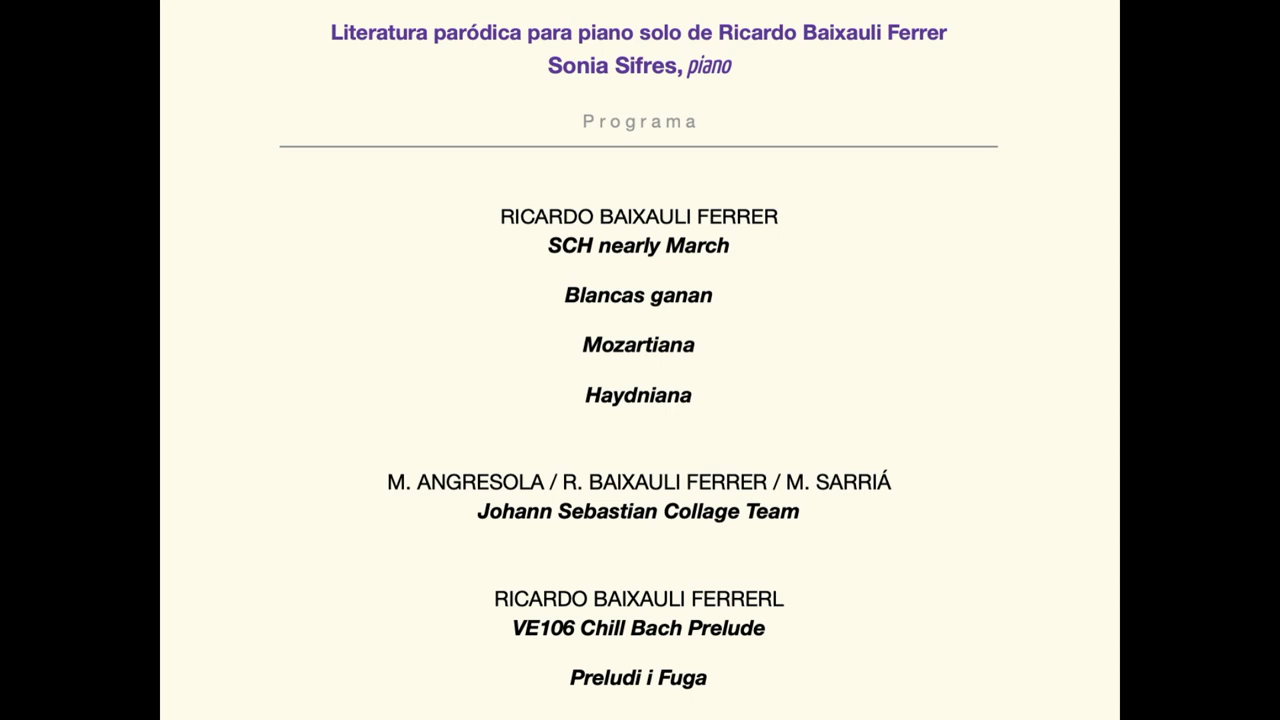 Literatura paródica para piano solo de Ricardo Baixauli Ferrer
Sonia Sifres, piano
Programa
RICARDO BAIXAULI FERRER
SCH nearly March
Blancas ganan
Mozartiana
Haydniana
M. ANGRESOLA / R. BAIXAULI FERRER / M. SARRIÁ
Johann Sebastian Collage Team
RICARDO BAIXAULI FERRERL
VE106 Chill Bach Prelude
Preludi i Fuga